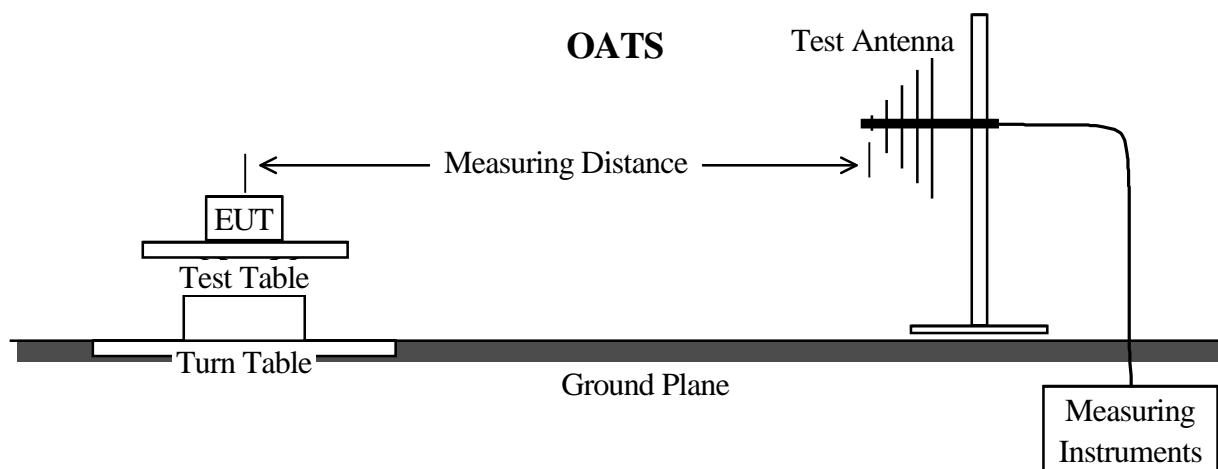 OATS
Test Antenna
Measuring Distance
EUT
Test Table
Turn Table
Ground Plane
Measuring
Instruments